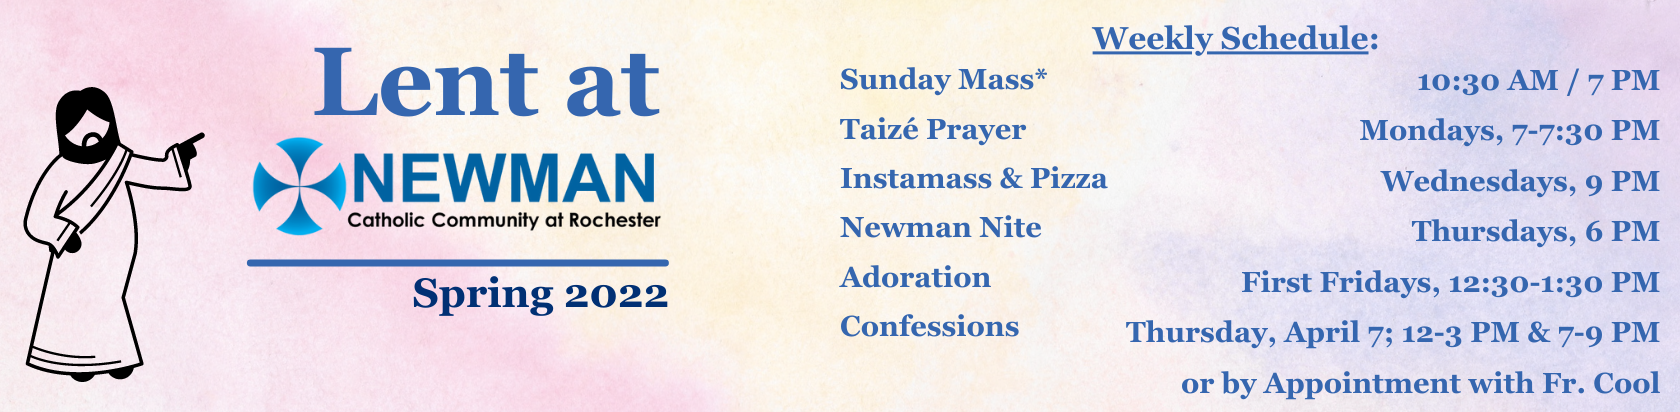 Lent at
NEWMAN
Catholic Community at Rochester
Spring 2022
Weekly Schedule:
Sunday Mass* 10:30 AM / 7 PM
Taizé Prayer Mondays, 7-7:30 PM
Instamass & Pizza Wednesdays, 9 PM
Newman Nite Thursdays, 6 PM
Adoration First Fridays, 12:30-1:30 PM
Confessions Thursday, April 7; 12-3 PM & 7-9 PM
or by Appointment with Fr. Cool